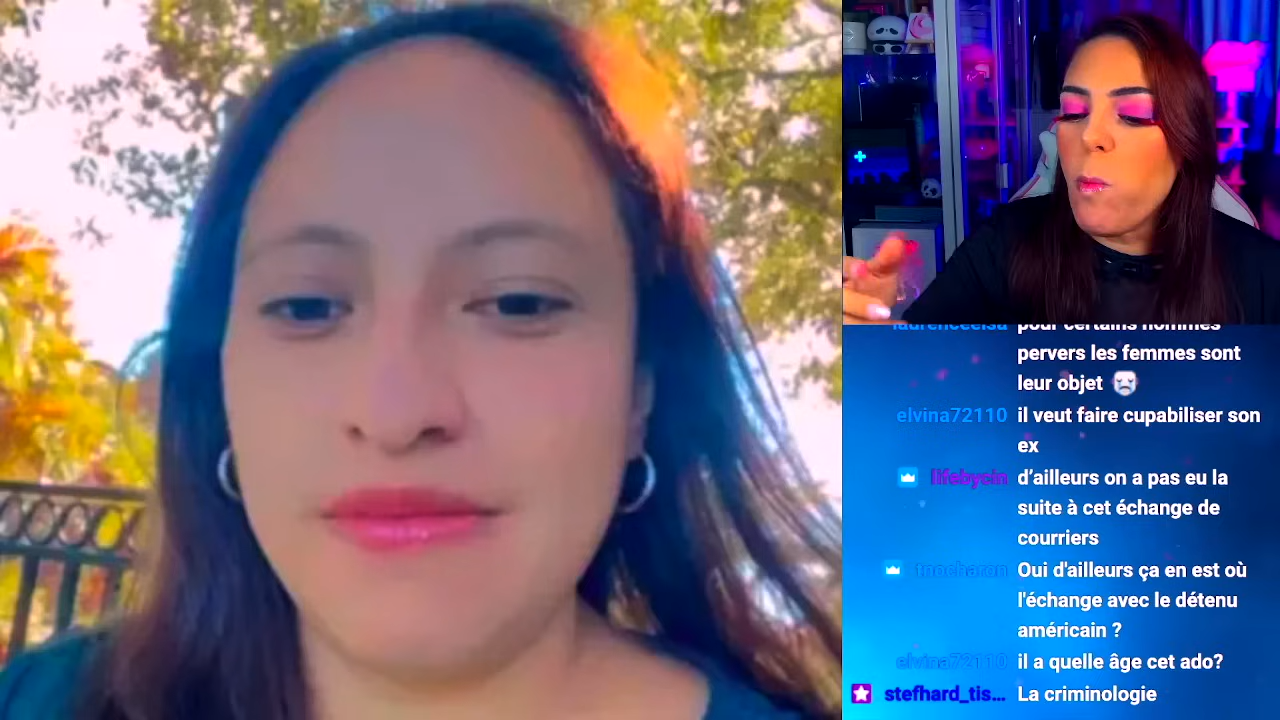 laurenceelsa pour certains hommes
pervers les femmes sont
leur objet
elvina72110 il veut faire cupabiliser son
ex
lifebycin d’ailleurs on a pas eu la
suite à cet échange de
courriers
tnocharon Oui d'ailleurs ça en est où
l'échange avec le détenu
américain ?
elvina72110 il a quelle âge cet ado?
stefhard_tis... La criminologie